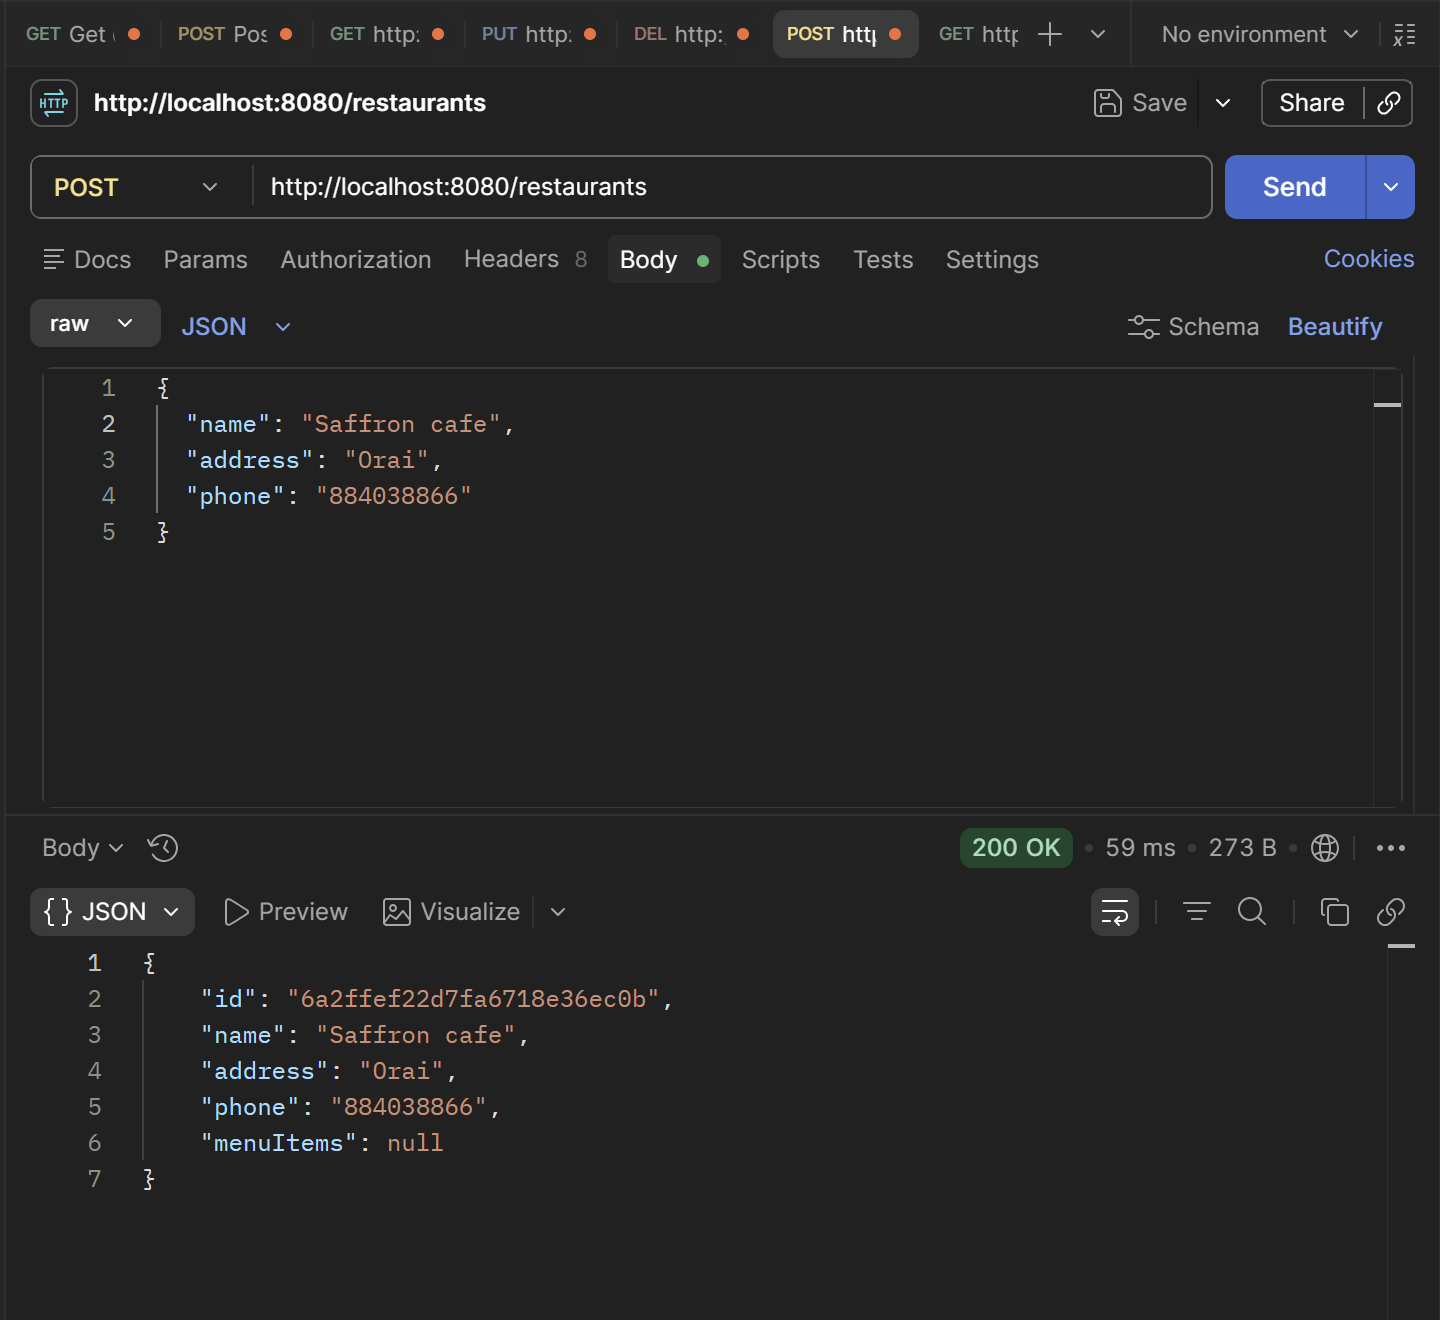 GET Get POST Pos GET http: PUT http: DEL http: POST http GET http No environment
HTTP http://localhost:8080/restaurants Save Share
POST http://localhost:8080/restaurants Send
Docs Params Authorization Headers 8 Body Scripts Tests Settings Cookies
raw JSON Schema Beautify
1 {
2 "name": "Saffron cafe",
3 "address": "Orai",
4 "phone": "884038866"
5 }
Body 200 OK • 59 ms • 273 B •
{} JSON Preview Visualize
1 {
2 "id": "6a2ffef22d7fa6718e36ec0b",
3 "name": "Saffron cafe",
4 "address": "Orai",
5 "phone": "884038866",
6 "menuItems": null
7 }